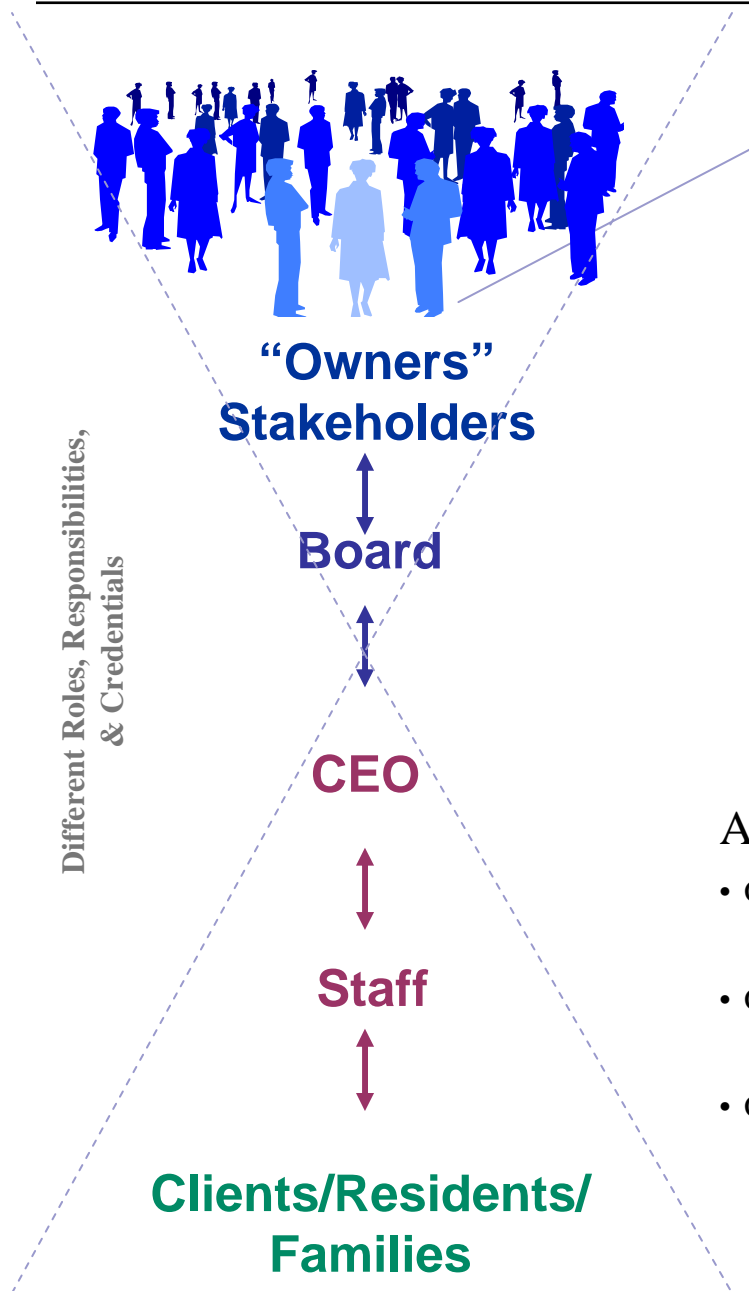 “Owners”
Stakeholders
Board
Different Roles, Responsibilities,
& Credentials
CEO
Staff
Clients/Residents/
Families
A
•
•
•